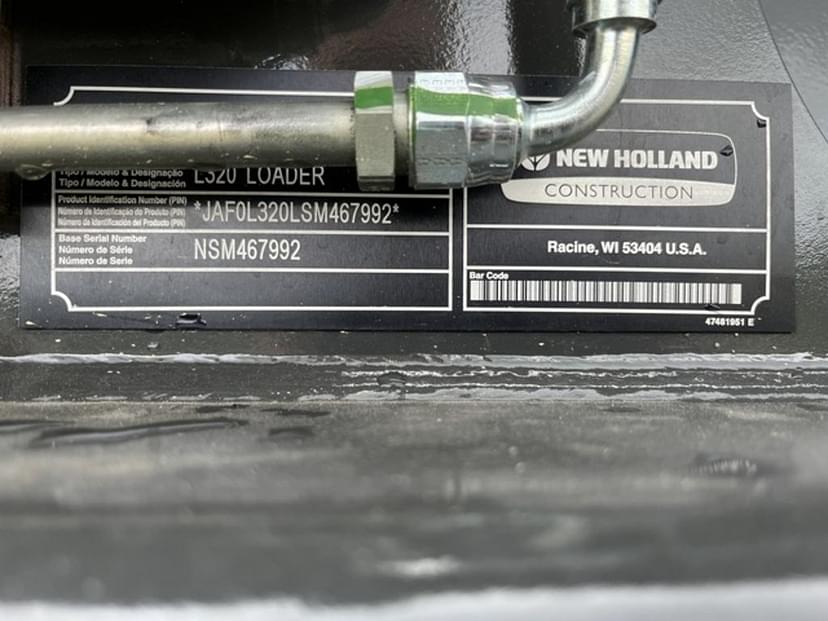 Tipo / Modelo & Designação
Tipo / Modelo & Designación
L320 LOADER
Product Identification Number (PIN)
Número de Identificação do Produto (PIN)
Número de Identificación del Producto (PIN)
*JAF0L320LSM467992*
Base Serial Number
Número de Série
Número de Serie
NSM467992
NEW HOLLAND
CONSTRUCTION
Racine, WI 53404 U.S.A.
Bar Code
47481951 E